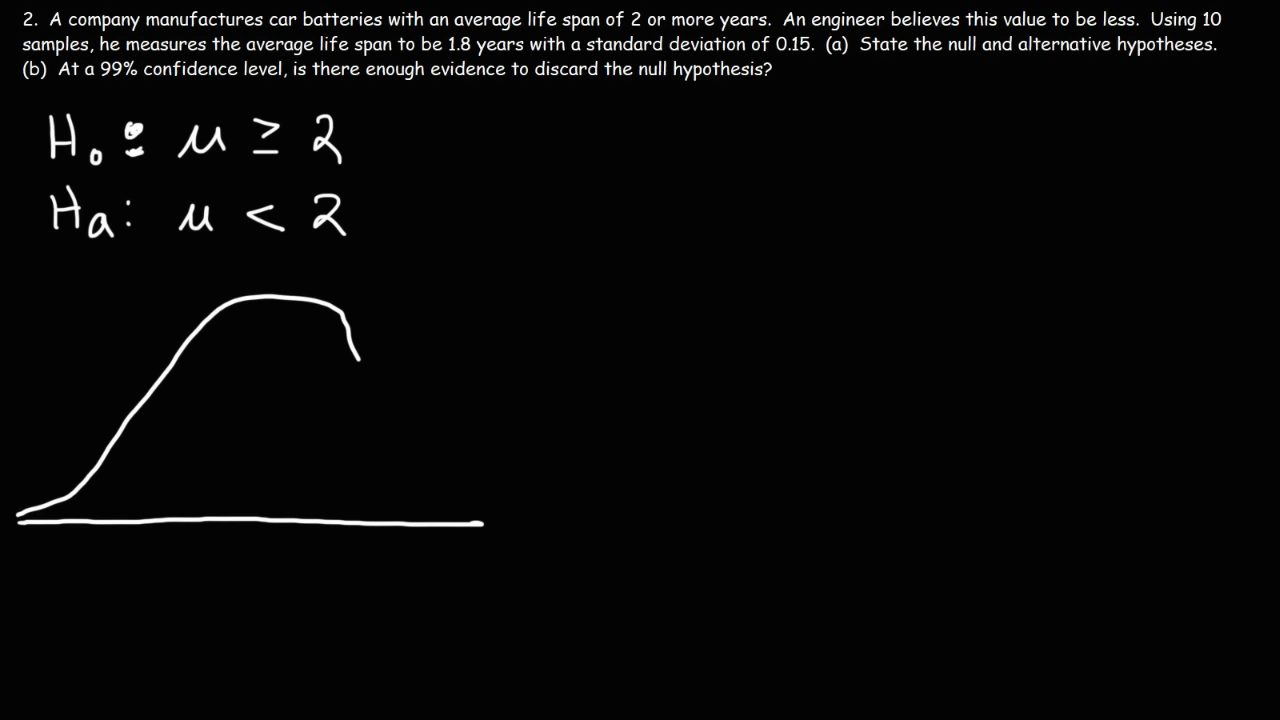 2. A company manufactures car batteries with an average life span of 2 or more years. An engineer believes this value to be less. Using 10
samples, he measures the average life span to be 1.8 years with a standard deviation of 0.15. (a) State the null and alternative hypotheses.
(b) At a 99% confidence level, is there enough evidence to discard the null hypothesis?
H₀: μ ≥ 2
Ha: μ < 2